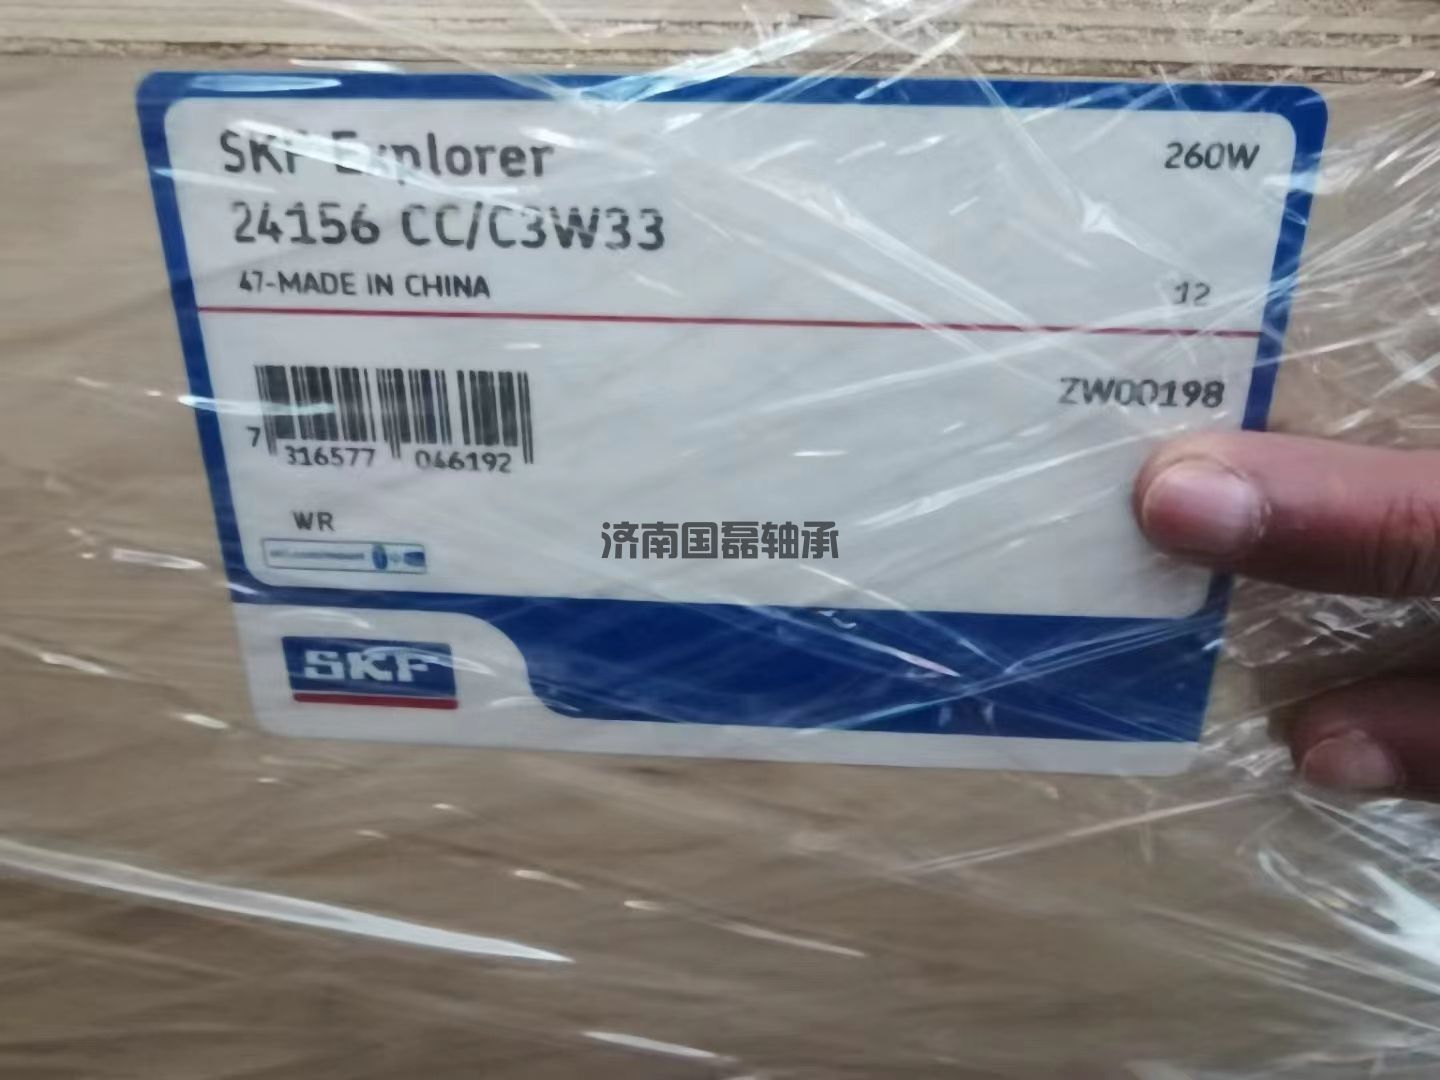 SKF Explorer
260W
24156 CC/C3W33
47-MADE IN CHINA
12
ZW00198
7 316577 046192
WR
济南国磊轴承
SKF